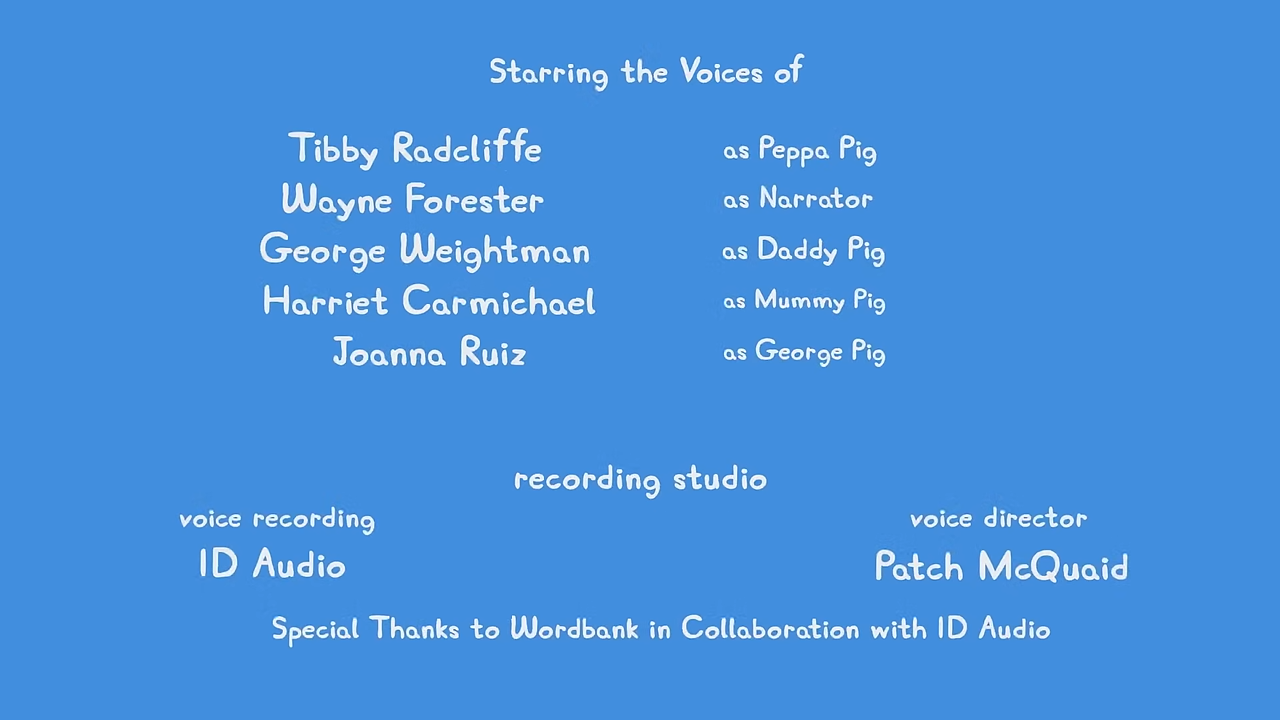 Starring the Voices of
Tibby Radcliffe as Peppa Pig
Wayne Forester as Narrator
George Weightman as Daddy Pig
Harriet Carmichael as Mummy Pig
Joanna Ruiz as George Pig
recording studio
voice recording voice director
ID Audio Patch McQuaid
Special Thanks to Wordbank in Collaboration with ID Audio